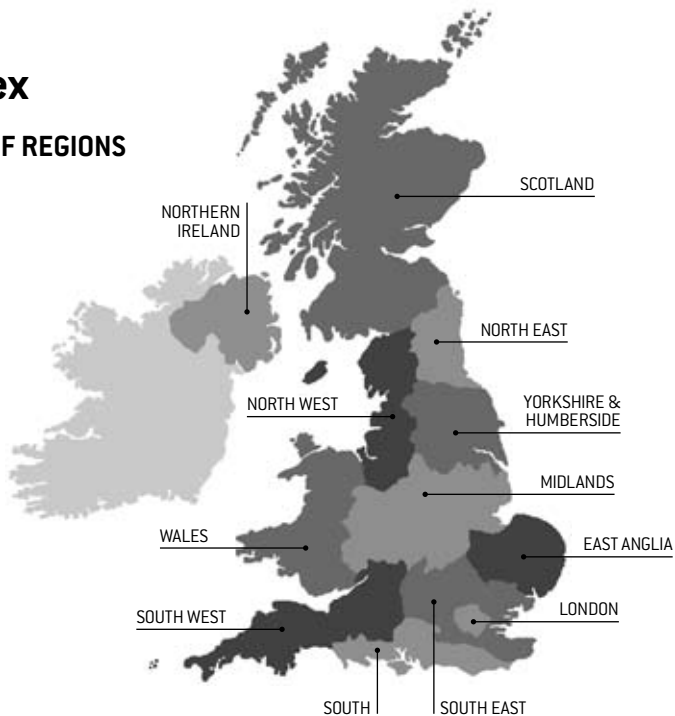 ex
F REGIONS
SCOTLAND
NORTHERN
IRELAND
NORTH EAST
NORTH WEST
YORKSHIRE &
HUMBERSIDE
MIDLANDS
WALES
EAST ANGLIA
SOUTH WEST
LONDON
SOUTH
SOUTH EAST